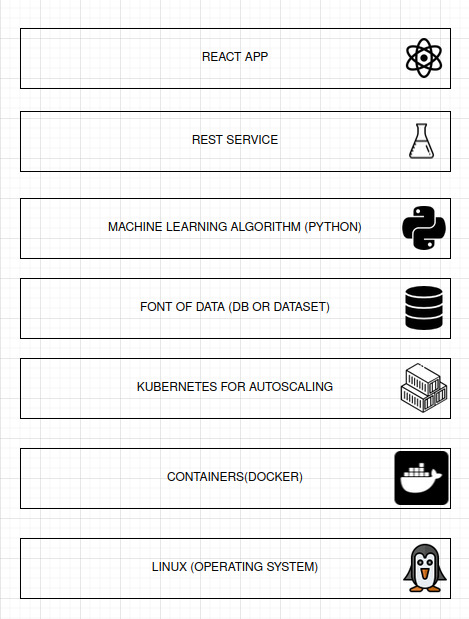 REACT APP
REST SERVICE
MACHINE LEARNING ALGORITHM (PYTHON)
FONT OF DATA (DB OR DATASET)
KUBERNETES FOR AUTOSCALING
CONTAINERS(DOCKER)
LINUX (OPERATING SYSTEM)